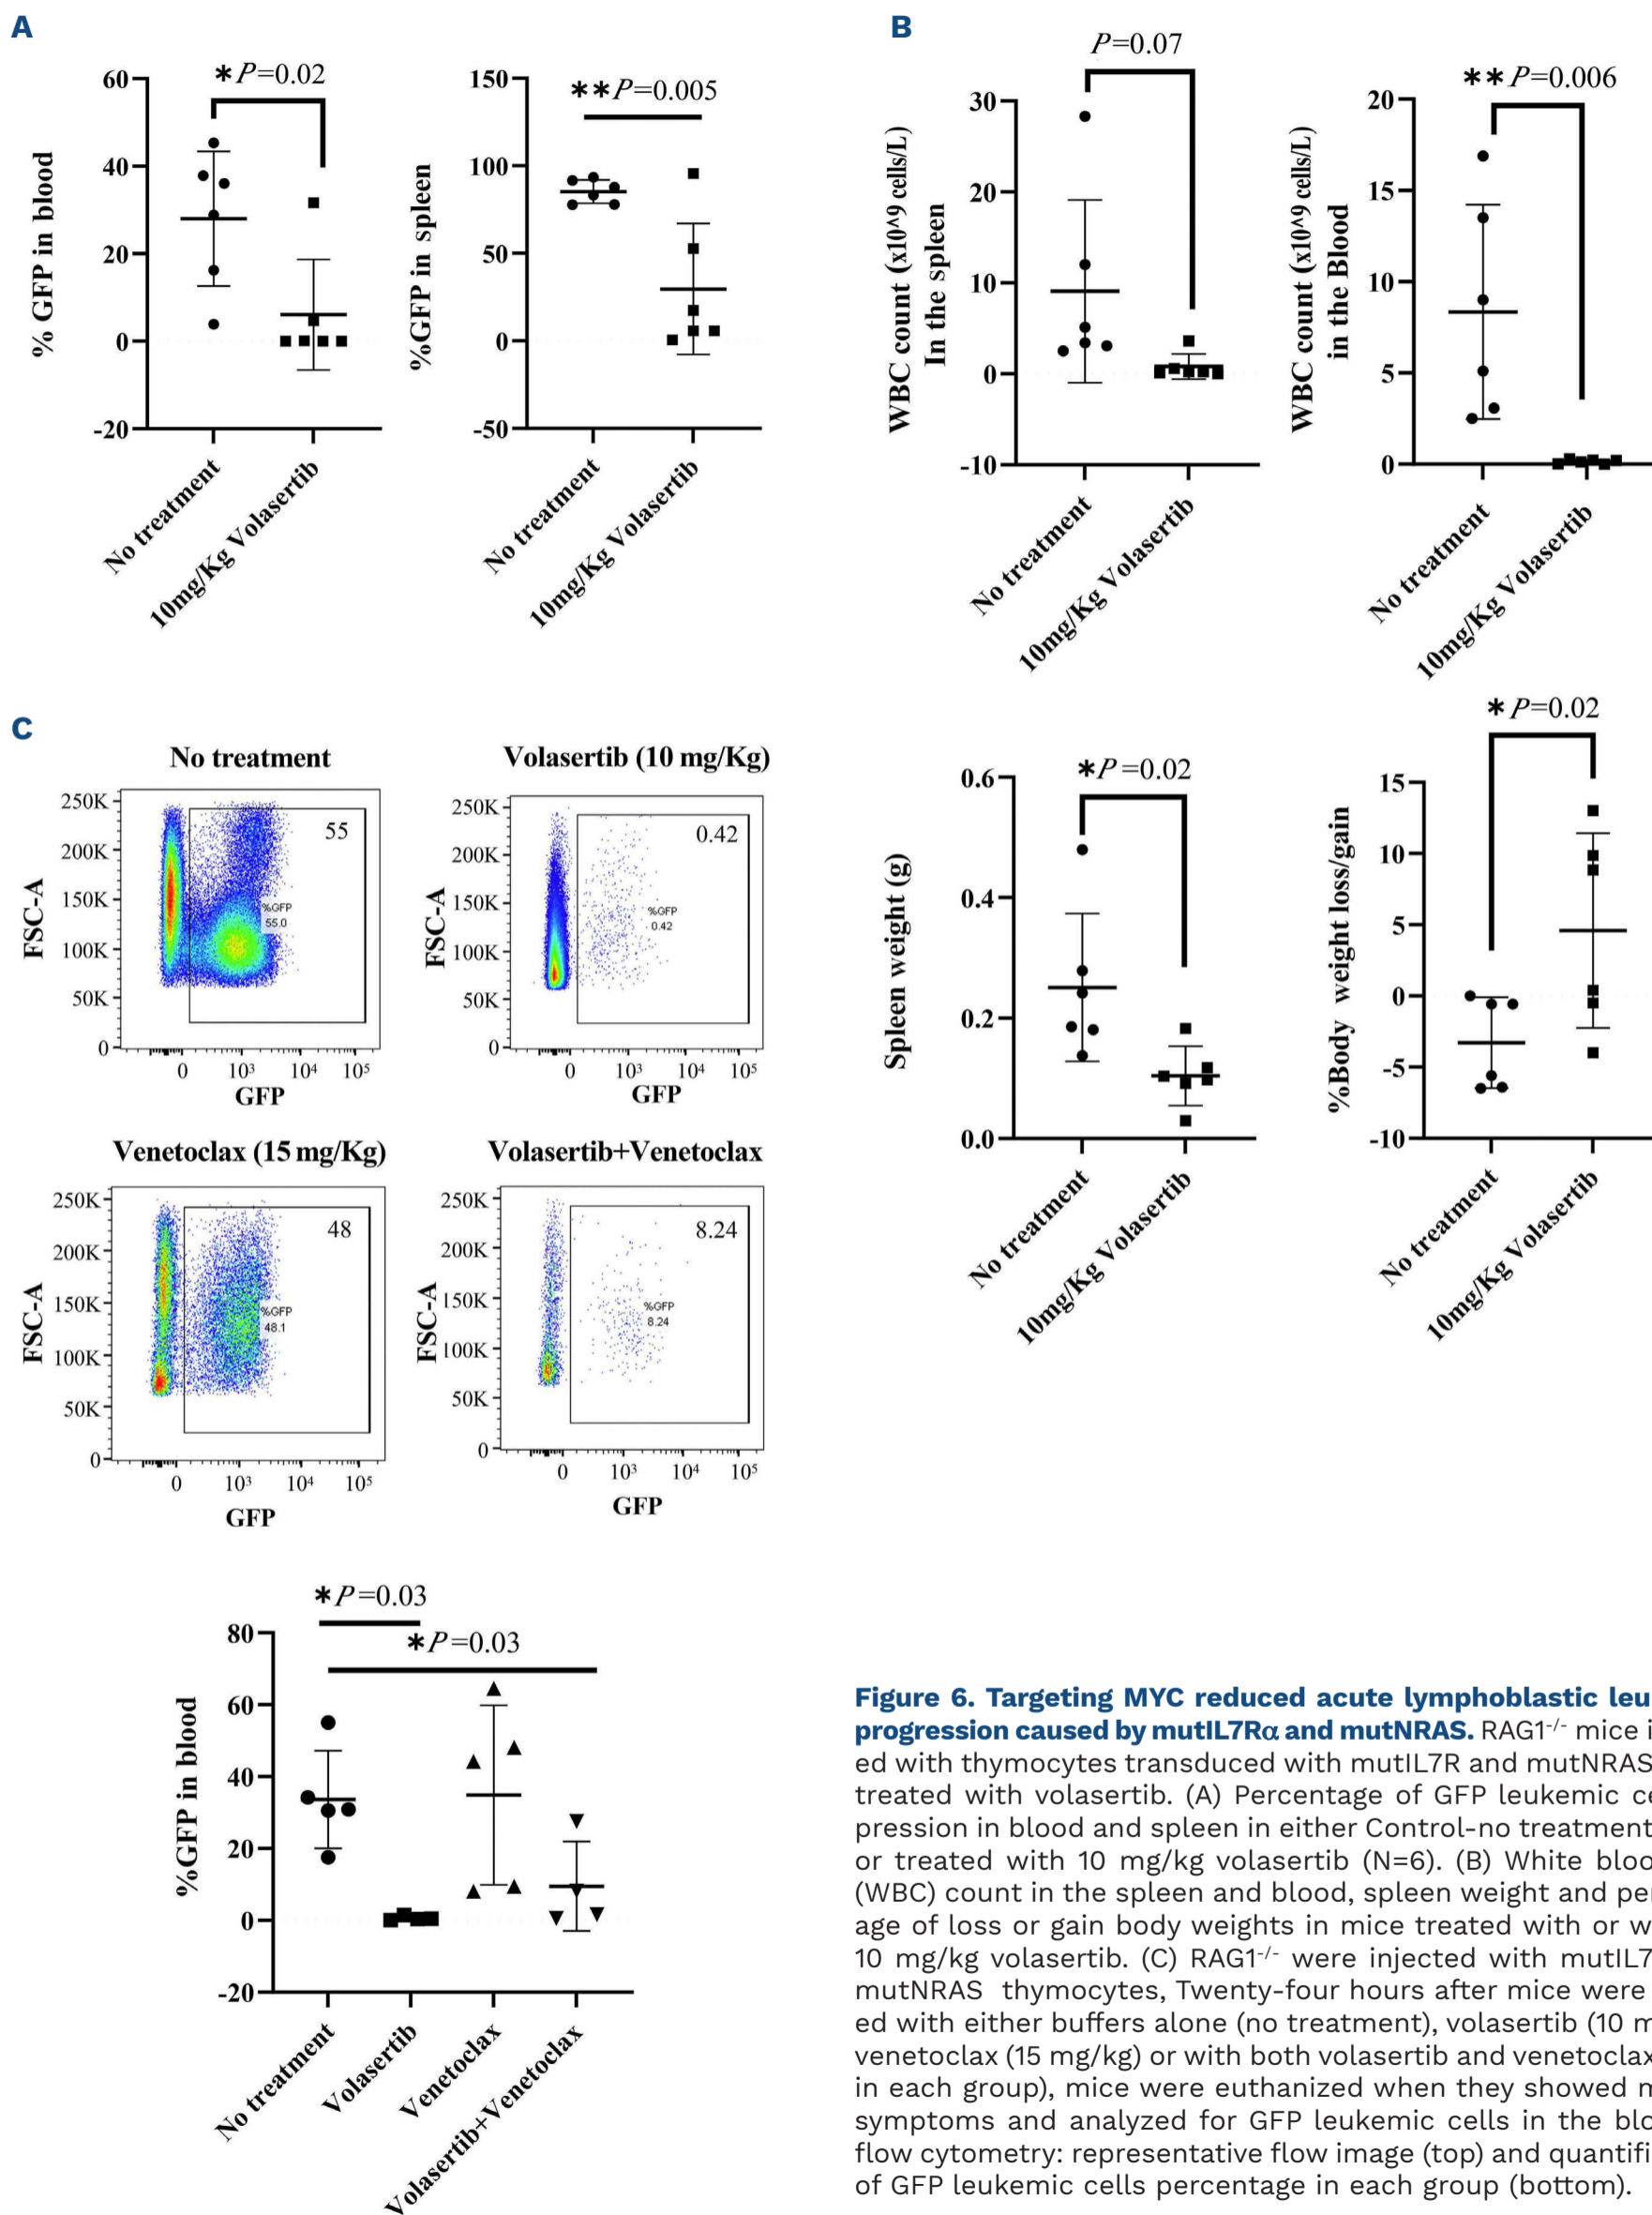 A
60
40
20
0
-20
% GFP in blood
*P=0.02
No treatment
10mg/Kg Volasertib
150
100
50
0
-50
%GFP in spleen
**P=0.005
No treatment
10mg/Kg Volasertib
B
30
20
10
0
-10
WBC count (x10^9 cells/L)
In the spleen
P=0.07
No treatment
10mg/Kg Volasertib
20
15
10
5
0
WBC count (x10^9 cells/L)
in the Blood
**P=0.006
No treatment
10mg/Kg Volasertib
0.6
0.4
0.2
0.0
Spleen weight (g)
*P=0.02
No treatment
10mg/Kg Volasertib
15
10
5
0
-5
-10
%Body weight loss/gain
*P=0.02
No treatment
10mg/Kg Volasertib
C
No treatment
250K
200K
150K
100K
50K
0
FSC-A
55
%GFP
55.0
0 10³ 10⁴ 10⁵
GFP
Volasertib (10 mg/Kg)
250K
200K
150K
100K
50K
0
FSC-A
0.42
%GFP
0.42
0 10³ 10⁴ 10⁵
GFP
Venetoclax (15 mg/Kg)
250K
200K
150K
100K
50K
0
FSC-A
48
%GFP
48.1
0 10³ 10⁴ 10⁵
GFP
Volasertib+Venetoclax
250K
200K
150K
100K
50K
0
FSC-A
8.24
%GFP
8.24
0 10³ 10⁴ 10⁵
GFP
80
60
40
20
0
-20
%GFP in blood
*P=0.03
*P=0.03
No treatment
Volasertib
Venetoclax
Volasertib+Venetoclax
Figure 6. Targeting MYC reduced acute lymphoblastic leu
progression caused by mutIL7Rα and mutNRAS. RAG1⁻/⁻ mice i
ed with thymocytes transduced with mutIL7R and mutNRAS
treated with volasertib. (A) Percentage of GFP leukemic ce
pression in blood and spleen in either Control-no treatment
or treated with 10 mg/kg volasertib (N=6). (B) White bloo
(WBC) count in the spleen and blood, spleen weight and pe
age of loss or gain body weights in mice treated with or w
10 mg/kg volasertib. (C) RAG1⁻/⁻ were injected with mutIL7
mutNRAS thymocytes, Twenty-four hours after mice were
ed with either buffers alone (no treatment), volasertib (10 m
venetoclax (15 mg/kg) or with both volasertib and venetoclax
in each group), mice were euthanized when they showed m
symptoms and analyzed for GFP leukemic cells in the blo
flow cytometry: representative flow image (top) and quantifi
of GFP leukemic cells percentage in each group (bottom).